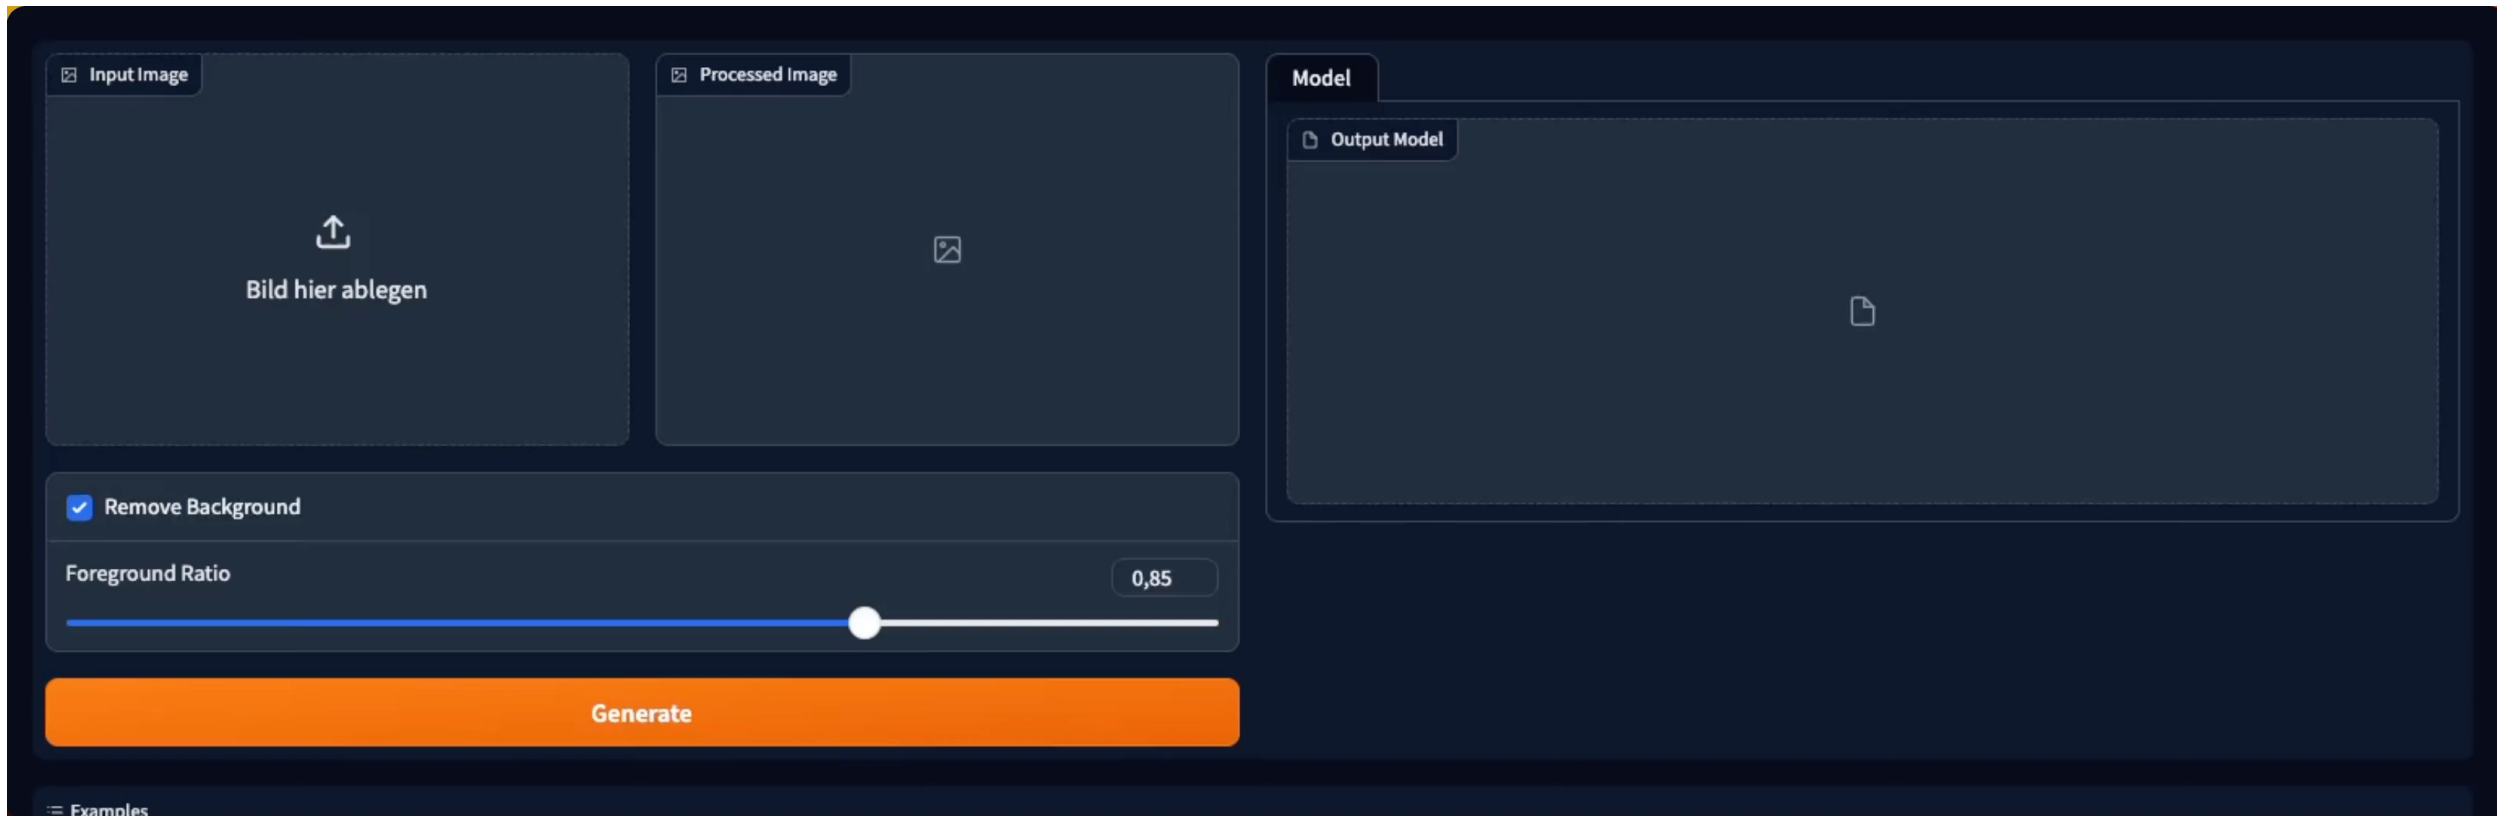 Input Image
Processed Image
Model
Output Model
Bild hier ablegen
Remove Background
Foreground Ratio
0,85
Generate
Examples